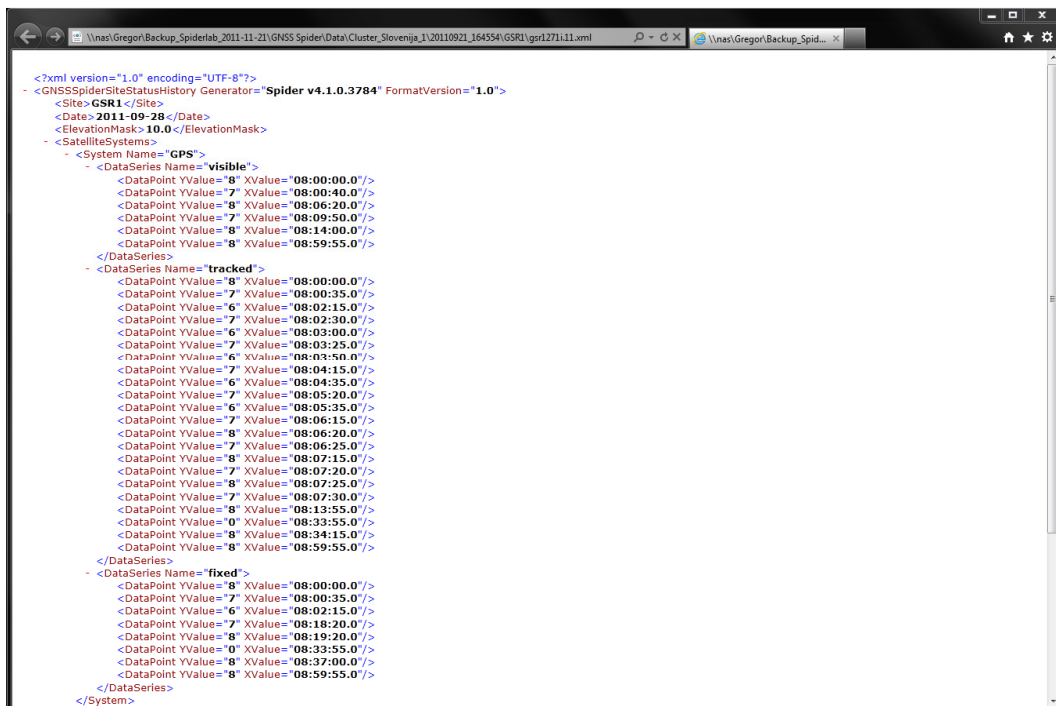 \\nas\Gregor\Backup_Spiderlab_2011-11-21\GNSS Spider\Data\Cluster_Slovenija_1\20110921_164554\GSR1\gsr1271i.11.xml
\\nas\Gregor\Backup_Spid...
<?xml version="1.0" encoding="UTF-8"?>
- <GNSSSpiderSiteStatusHistory Generator="Spider v4.1.0.3784" FormatVersion="1.0">
<Site>GSR1</Site>
<Date>2011-09-28</Date>
<ElevationMask>10.0</ElevationMask>
- <SatelliteSystems>
- <System Name="GPS">
- <DataSeries Name="visible">
<DataPoint YValue="8" XValue="08:00:00.0"/>
<DataPoint YValue="7" XValue="08:00:40.0"/>
<DataPoint YValue="8" XValue="08:06:20.0"/>
<DataPoint YValue="7" XValue="08:09:50.0"/>
<DataPoint YValue="8" XValue="08:14:00.0"/>
<DataPoint YValue="8" XValue="08:59:55.0"/>
</DataSeries>
- <DataSeries Name="tracked">
<DataPoint YValue="8" XValue="08:00:00.0"/>
<DataPoint YValue="7" XValue="08:00:35.0"/>
<DataPoint YValue="6" XValue="08:02:15.0"/>
<DataPoint YValue="7" XValue="08:02:30.0"/>
<DataPoint YValue="6" XValue="08:03:00.0"/>
<DataPoint YValue="7" XValue="08:03:25.0"/>
<DataPoint YValue="6" XValue="08:03:50.0"/>
<DataPoint YValue="7" XValue="08:04:15.0"/>
<DataPoint YValue="6" XValue="08:04:35.0"/>
<DataPoint YValue="7" XValue="08:05:20.0"/>
<DataPoint YValue="6" XValue="08:05:35.0"/>
<DataPoint YValue="7" XValue="08:06:15.0"/>
<DataPoint YValue="8" XValue="08:06:20.0"/>
<DataPoint YValue="7" XValue="08:06:25.0"/>
<DataPoint YValue="8" XValue="08:07:15.0"/>
<DataPoint YValue="7" XValue="08:07:20.0"/>
<DataPoint YValue="8" XValue="08:07:25.0"/>
<DataPoint YValue="7" XValue="08:07:30.0"/>
<DataPoint YValue="8" XValue="08:13:55.0"/>
<DataPoint YValue="0" XValue="08:33:55.0"/>
<DataPoint YValue="8" XValue="08:34:15.0"/>
<DataPoint YValue="8" XValue="08:59:55.0"/>
</DataSeries>
- <DataSeries Name="fixed">
<DataPoint YValue="8" XValue="08:00:00.0"/>
<DataPoint YValue="7" XValue="08:00:35.0"/>
<DataPoint YValue="6" XValue="08:02:15.0"/>
<DataPoint YValue="7" XValue="08:18:20.0"/>
<DataPoint YValue="8" XValue="08:19:20.0"/>
<DataPoint YValue="0" XValue="08:33:55.0"/>
<DataPoint YValue="8" XValue="08:37:00.0"/>
<DataPoint YValue="8" XValue="08:59:55.0"/>
</DataSeries>
</System>